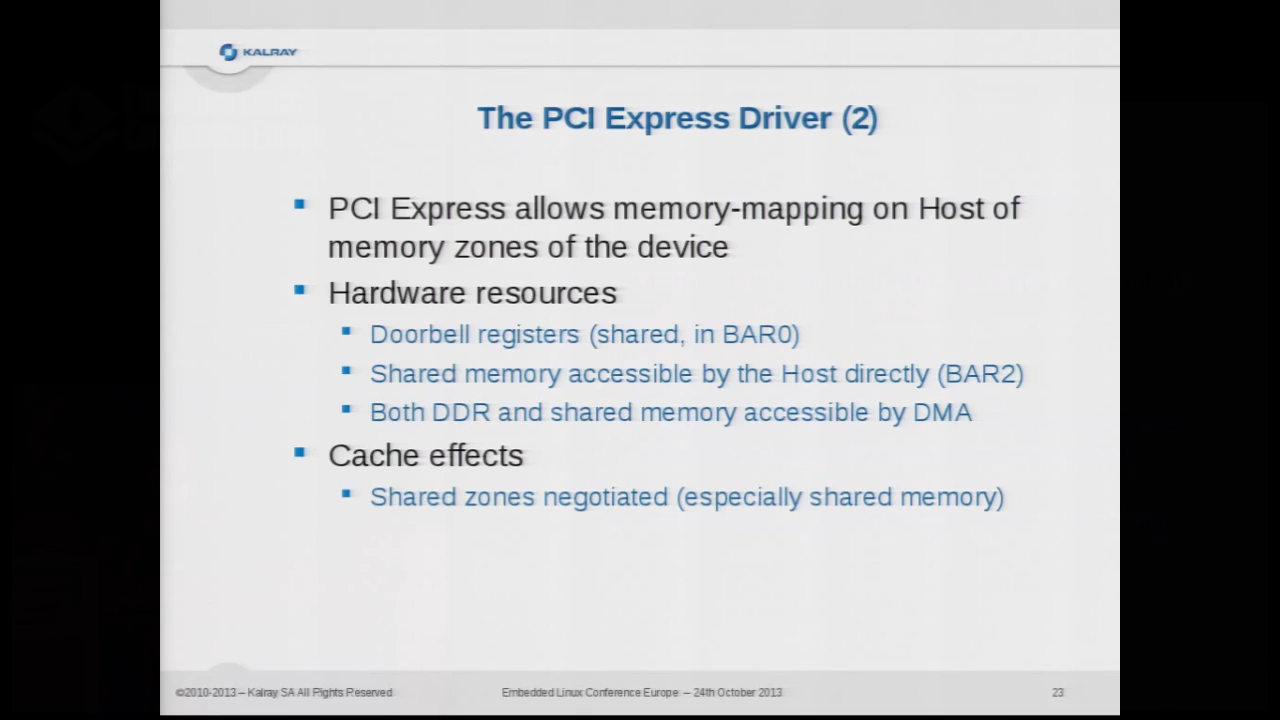 KALRAY
The PCI Express Driver (2)
PCI Express allows memory-mapping on Host of
memory zones of the device
Hardware resources
Doorbell registers (shared, in BAR0)
Shared memory accessible by the Host directly (BAR2)
Both DDR and shared memory accessible by DMA
Cache effects
Shared zones negotiated (especially shared memory)
©2010-2013 – Kalray SA All Rights Reserved
Embedded Linux Conference Europe – 24th October 2013
23